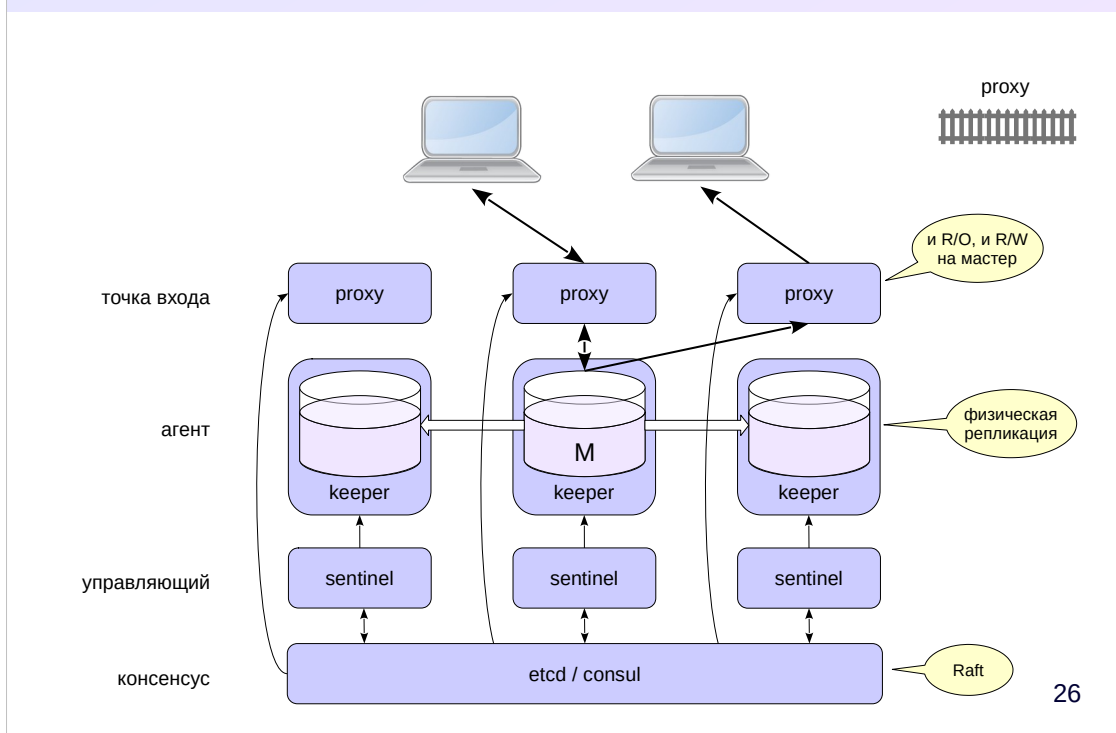 proxy
и R/O, и R/W
на мастер
точка входа
proxy
proxy
proxy
агент
M
физическая
репликация
keeper
keeper
keeper
управляющий
sentinel
sentinel
sentinel
консенсус
etcd / consul
Raft
26